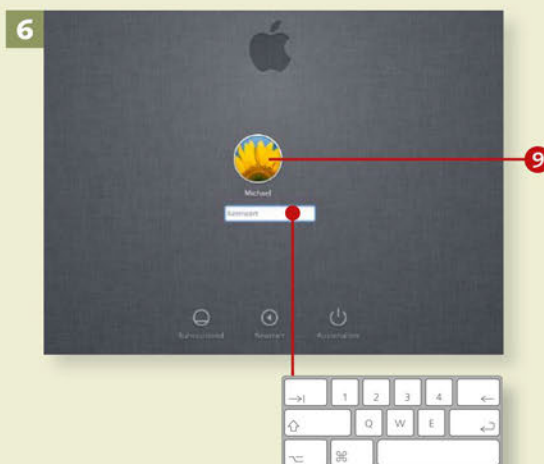 6
9
Michael
Kennwort
Ruhezustand Neustart Ausschalten
1 2 3 4
Q W E